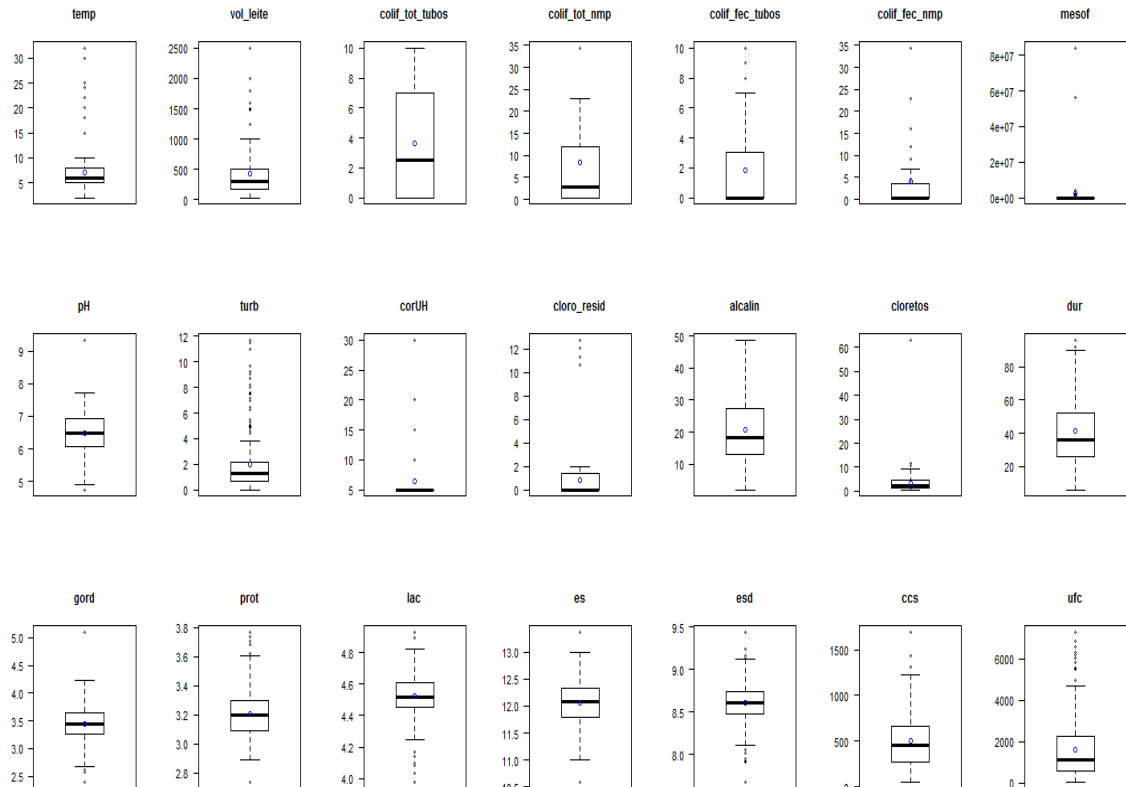 temp vol_leite colif_tot_tubos colif_tot_nmp colif_fec_tubos colif_fec_nmp mesof
30 2500 10 35 10 35 8e+07
25 2000 8 30 8 30 6e+07
20 1500 6 25 6 25 4e+07
15 1000 4 20 4 20 2e+07
10 500 2 15 2 15 0e+00
5 0 0 10 0 10
5 5
0 0
pH turb corUH cloro_resid alcalin cloretos dur
9 12 30 12 50 60 80
8 10 25 10 40 50 60
7 8 20 8 30 40 40
6 6 15 6 20 30 20
5 4 10 4 10 20
2 5 2 10
0 0 0
gord prot lac es esd ccs ufc
5.0 3.8 4.8 13.0 9.5 1500 6000
4.5 3.6 4.6 12.5 9.0 1000 4000
4.0 3.4 4.4 12.0 8.5 500 2000
3.5 3.2 4.2 11.5 8.0 0 0
3.0 3.0 4.0 11.0
2.5 2.8 10.5